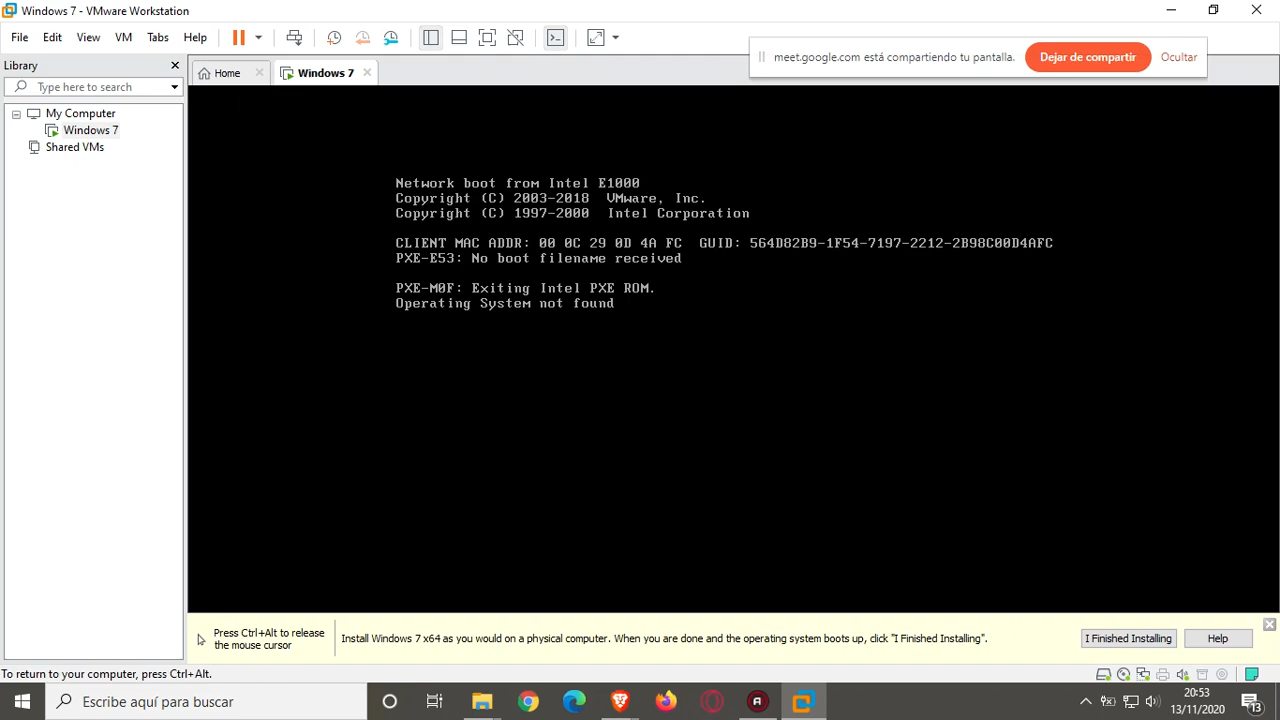 Windows 7 - VMware Workstation
File Edit View VM Tabs Help
meet.google.com está compartiendo tu pantalla. Dejar de compartir Ocultar
Library
Home
Windows 7
Type here to search
My Computer
Windows 7
Shared VMs
Network boot from Intel E1000
Copyright (C) 2003-2018 VMware, Inc.
Copyright (C) 1997-2000 Intel Corporation
CLIENT MAC ADDR: 00 0C 29 0D 4A FC GUID: 564D82B9-1F54-7197-2212-2B98C00D4AFC
PXE-E53: No boot filename received
PXE-M0F: Exiting Intel PXE ROM.
Operating System not found
Press Ctrl+Alt to release
the mouse cursor
Install Windows 7 x64 as you would on a physical computer. When you are done and the operating system boots up, click "I Finished Installing".
I Finished Installing
Help
To return to your computer, press Ctrl+Alt.
Escribe aquí para buscar
20:53
13/11/2020
13